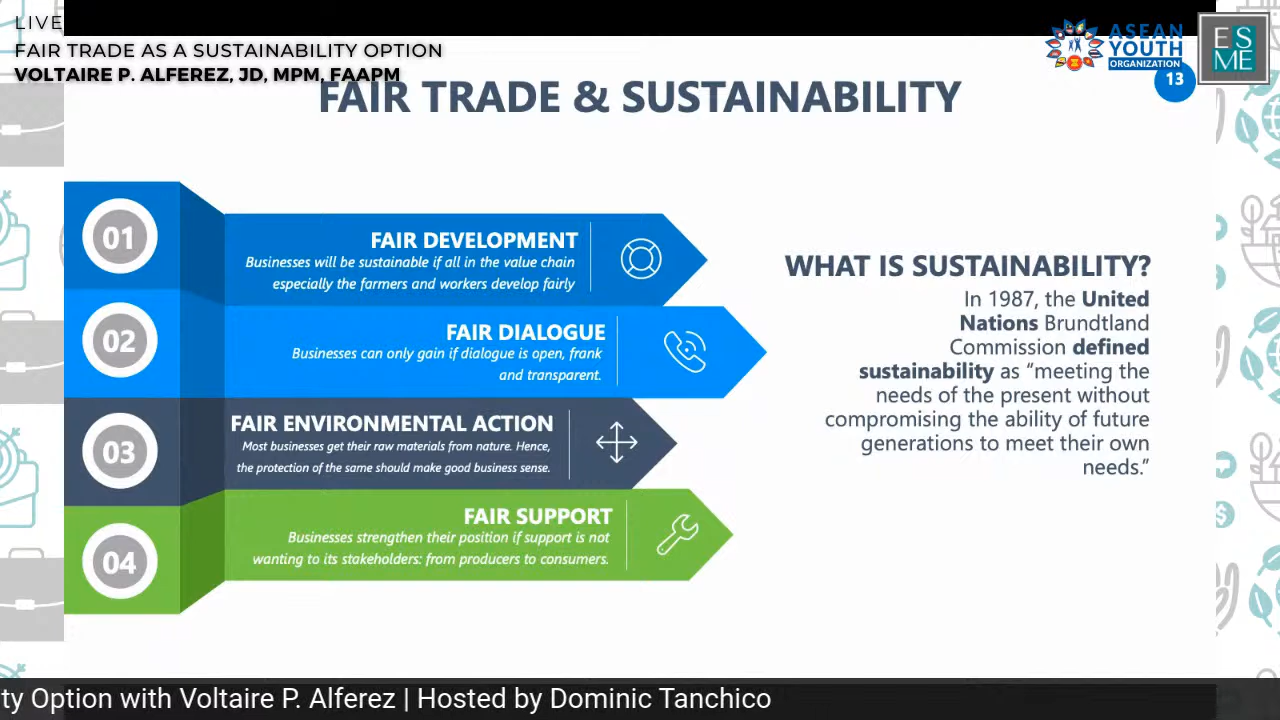 LIVE
FAIR TRADE AS A SUSTAINABILITY OPTION
VOLTAIRE P. ALFEREZ, JD, MPM, FAAPM
ASEAN
YOUTH
ORGANIZATION
ES
ME
13
FAIR TRADE & SUSTAINABILITY
01
FAIR DEVELOPMENT
Businesses will be sustainable if all in the value chain
especially the farmers and workers develop fairly
02
FAIR DIALOGUE
Businesses can only gain if dialogue is open, frank
and transparent.
03
FAIR ENVIRONMENTAL ACTION
Most businesses get their raw materials from nature. Hence,
the protection of the same should make good business sense.
04
FAIR SUPPORT
Businesses strengthen their position if support is not
wanting to its stakeholders: from producers to consumers.
WHAT IS SUSTAINABILITY?
In 1987, the United
Nations Brundtland
Commission defined
sustainability as “meeting the
needs of the present without
compromising the ability of future
generations to meet their own
needs.”
ty Option with Voltaire P. Alferez | Hosted by Dominic Tanchico